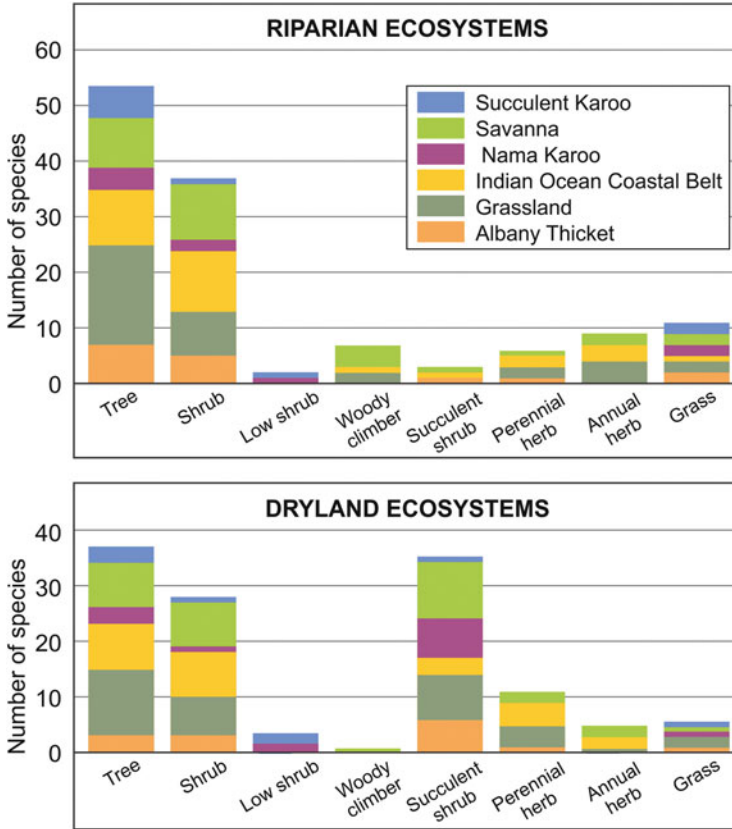 RIPARIAN ECOSYSTEMS
60
50
40
30
20
10
0
Number of species
Succulent Karoo
Savanna
Nama Karoo
Indian Ocean Coastal Belt
Grassland
Albany Thicket
Tree
Shrub
Low shrub
Woody
climber
Succulent
shrub
Perennial
herb
Annual
herb
Grass
DRYLAND ECOSYSTEMS
40
30
20
10
0
Number of species
Tree
Shrub
Low shrub
Woody
climber
Succulent
shrub
Perennial
herb
Annual
herb
Grass